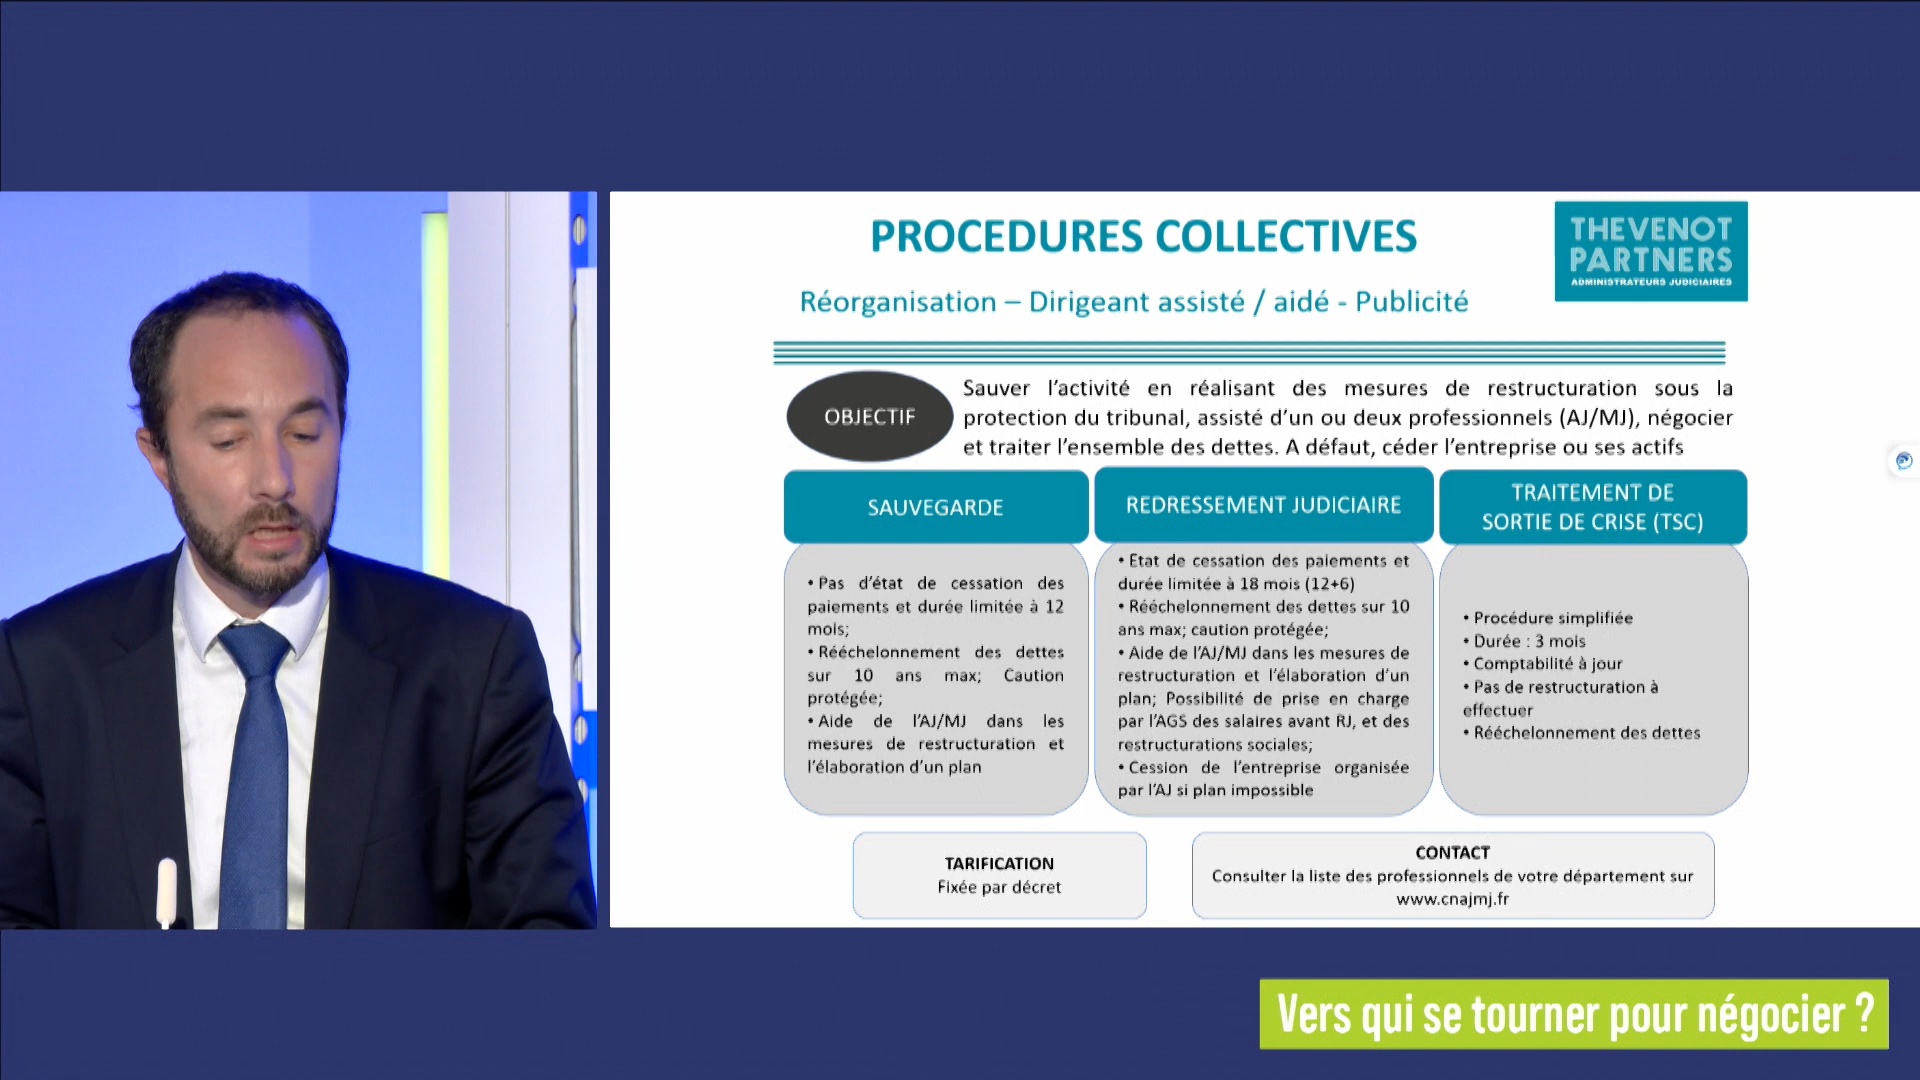 PROCEDURES COLLECTIVES
THEVENOT
PARTNERS
ADMINISTRATEURS JUDICIAIRES
Réorganisation – Dirigeant assisté / aidé - Publicité
OBJECTIF
Sauver l'activité en réalisant des mesures de restructuration sous la
protection du tribunal, assisté d'un ou deux professionnels (AJ/MJ), négocier
et traiter l'ensemble des dettes. A défaut, céder l'entreprise ou ses actifs
SAUVEGARDE
• Pas d'état de cessation des
paiements et durée limitée à 12
mois;
• Rééchelonnement des dettes
sur 10 ans max; Caution
protégée;
• Aide de l'AJ/MJ dans les
mesures de restructuration et
l'élaboration d'un plan
REDRESSEMENT JUDICIAIRE
• Etat de cessation des paiements et
durée limitée à 18 mois (12+6)
• Rééchelonnement des dettes sur 10
ans max; caution protégée;
• Aide de l'AJ/MJ dans les mesures de
restructuration et l'élaboration d'un
plan; Possibilité de prise en charge
par l'AGS des salaires avant RJ, et des
restructurations sociales;
• Cession de l'entreprise organisée
par l'AJ si plan impossible
TRAITEMENT DE
SORTIE DE CRISE (TSC)
• Procédure simplifiée
• Durée : 3 mois
• Comptabilité à jour
• Pas de restructuration à
effectuer
• Rééchelonnement des dettes
TARIFICATION
Fixée par décret
CONTACT
Consulter la liste des professionnels de votre département sur
www.cnajmj.fr
Vers qui se tourner pour négocier ?